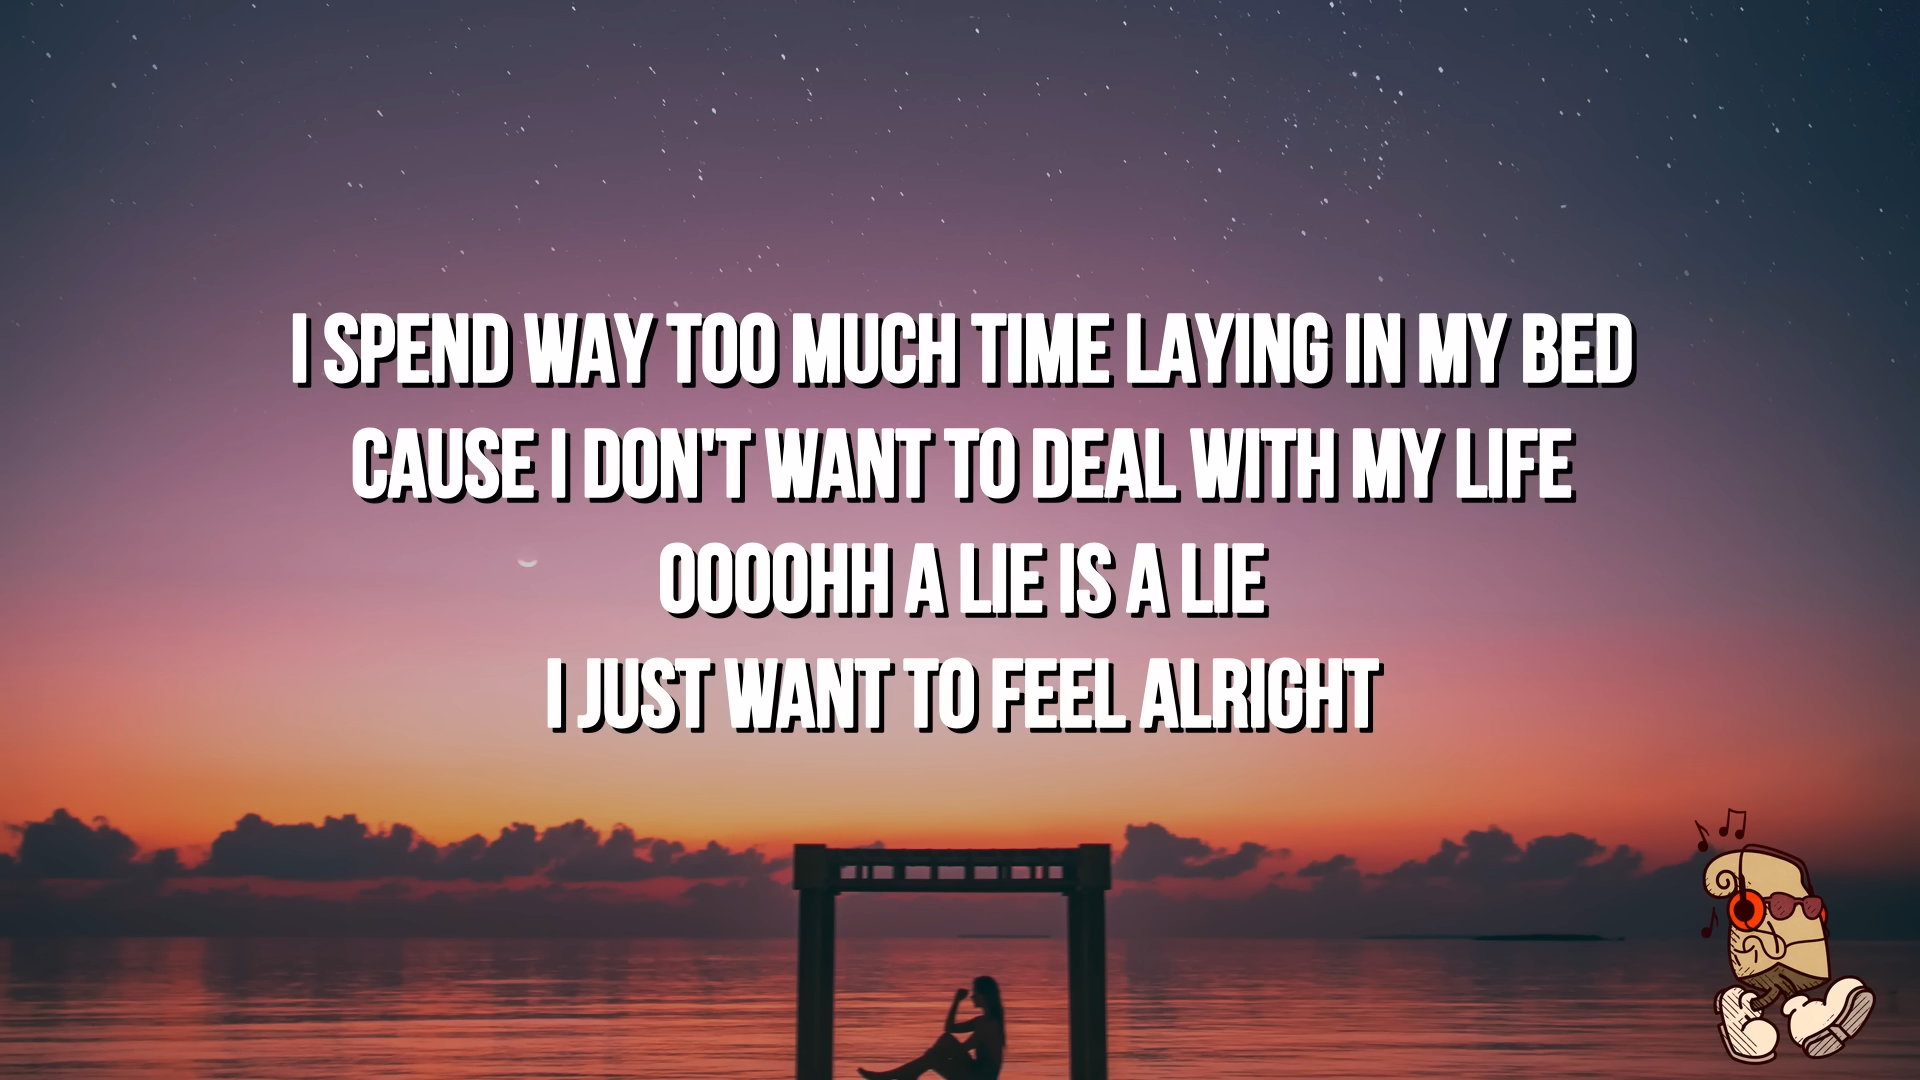 I SPEND WAY TOO MUCH TIME LAYING IN MY BED
CAUSE I DON'T WANT TO DEAL WITH MY LIFE
OOOOHH A LIE IS A LIE
I JUST WANT TO FEEL ALRIGHT